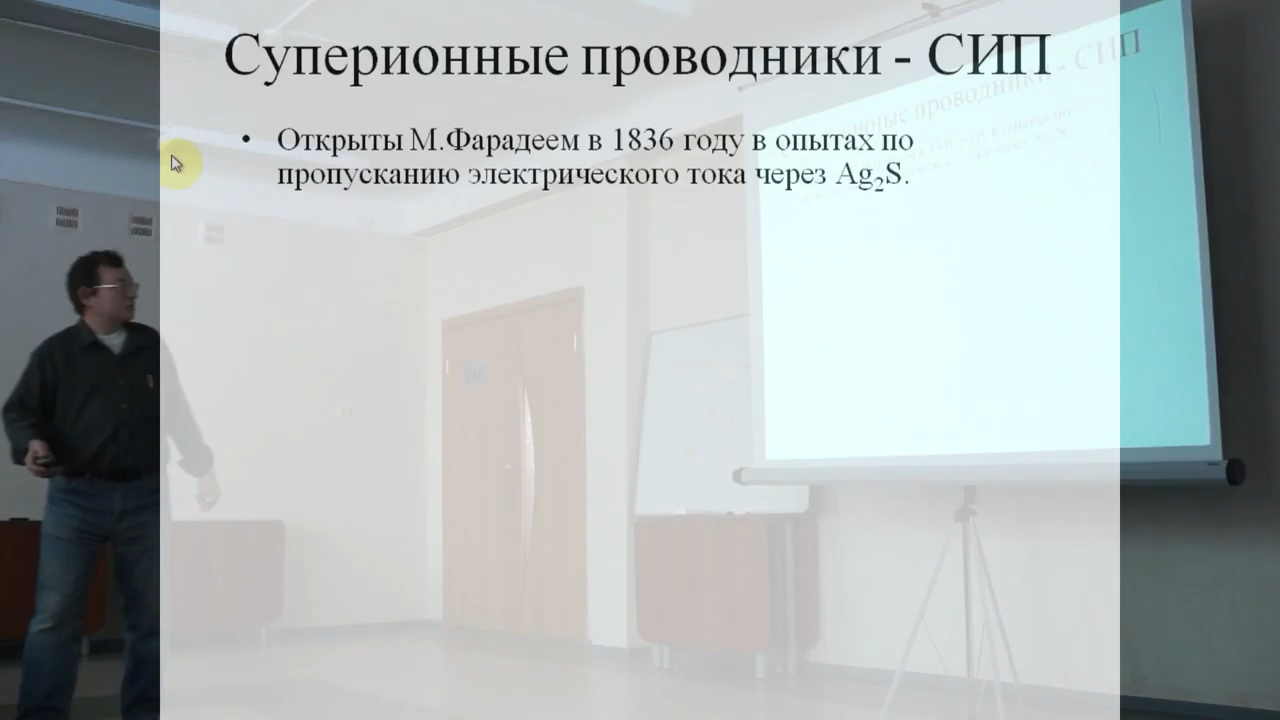 Суперионные проводники - СИП
• Открыты М.Фарадеем в 1836 году в опытах по
пропусканию электрического тока через Ag₂S.